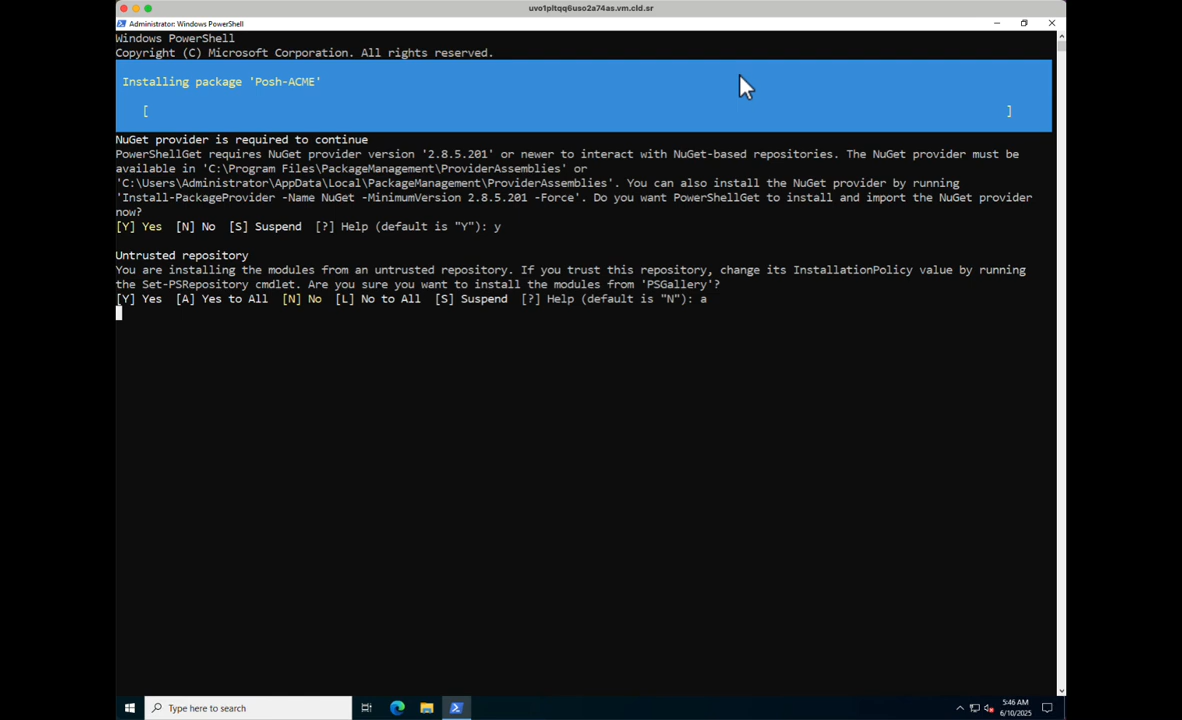 uvo1pltqq6uso2a74as.vm.cld.sr
Administrator: Windows PowerShell
Windows PowerShell
Copyright (C) Microsoft Corporation. All rights reserved.
Installing package 'Posh-ACME'
[ ]
NuGet provider is required to continue
PowerShellGet requires NuGet provider version '2.8.5.201' or newer to interact with NuGet-based repositories. The NuGet provider must be
available in 'C:\Program Files\PackageManagement\ProviderAssemblies' or
'C:\Users\Administrator\AppData\Local\PackageManagement\ProviderAssemblies'. You can also install the NuGet provider by running
'Install-PackageProvider -Name NuGet -MinimumVersion 2.8.5.201 -Force'. Do you want PowerShellGet to install and import the NuGet provider
now?
[Y] Yes [N] No [S] Suspend [?] Help (default is "Y"): y
Untrusted repository
You are installing the modules from an untrusted repository. If you trust this repository, change its InstallationPolicy value by running
the Set-PSRepository cmdlet. Are you sure you want to install the modules from 'PSGallery'?
[Y] Yes [A] Yes to All [N] No [L] No to All [S] Suspend [?] Help (default is "N"): a
Type here to search
5:46 AM
6/10/2025